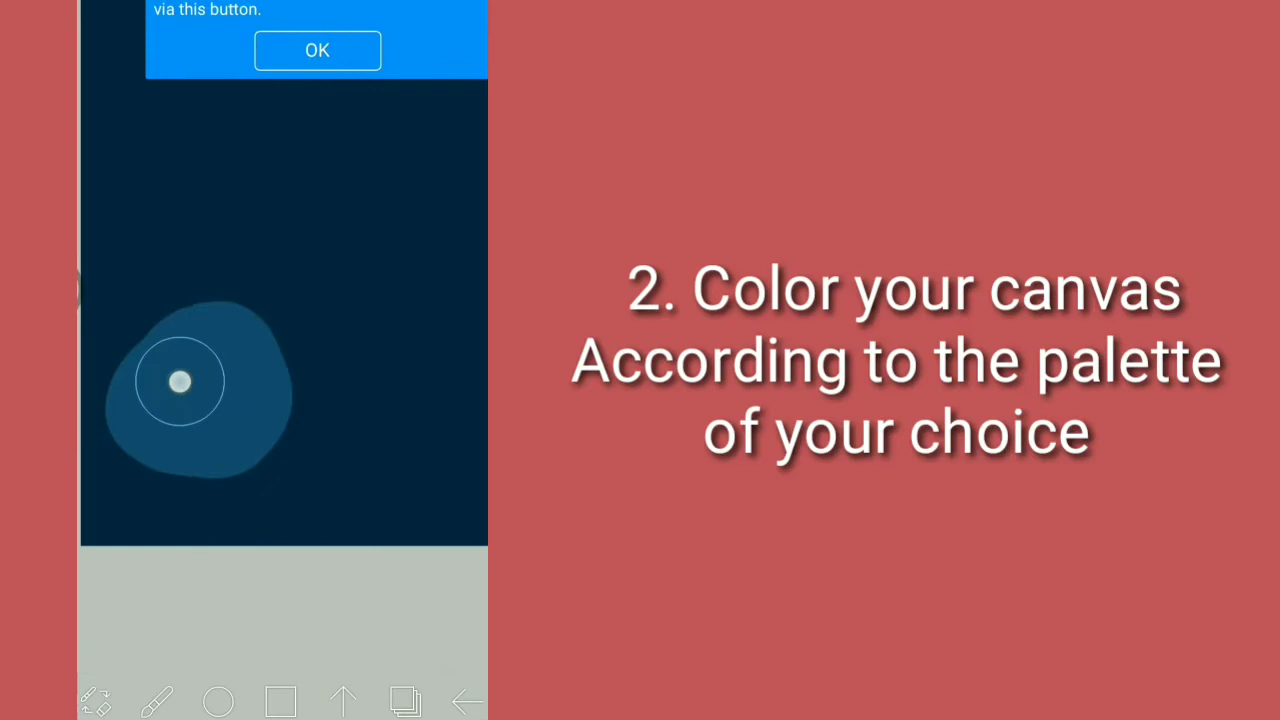 via this button.
OK
2. Color your canvas
According to the palette
of your choice